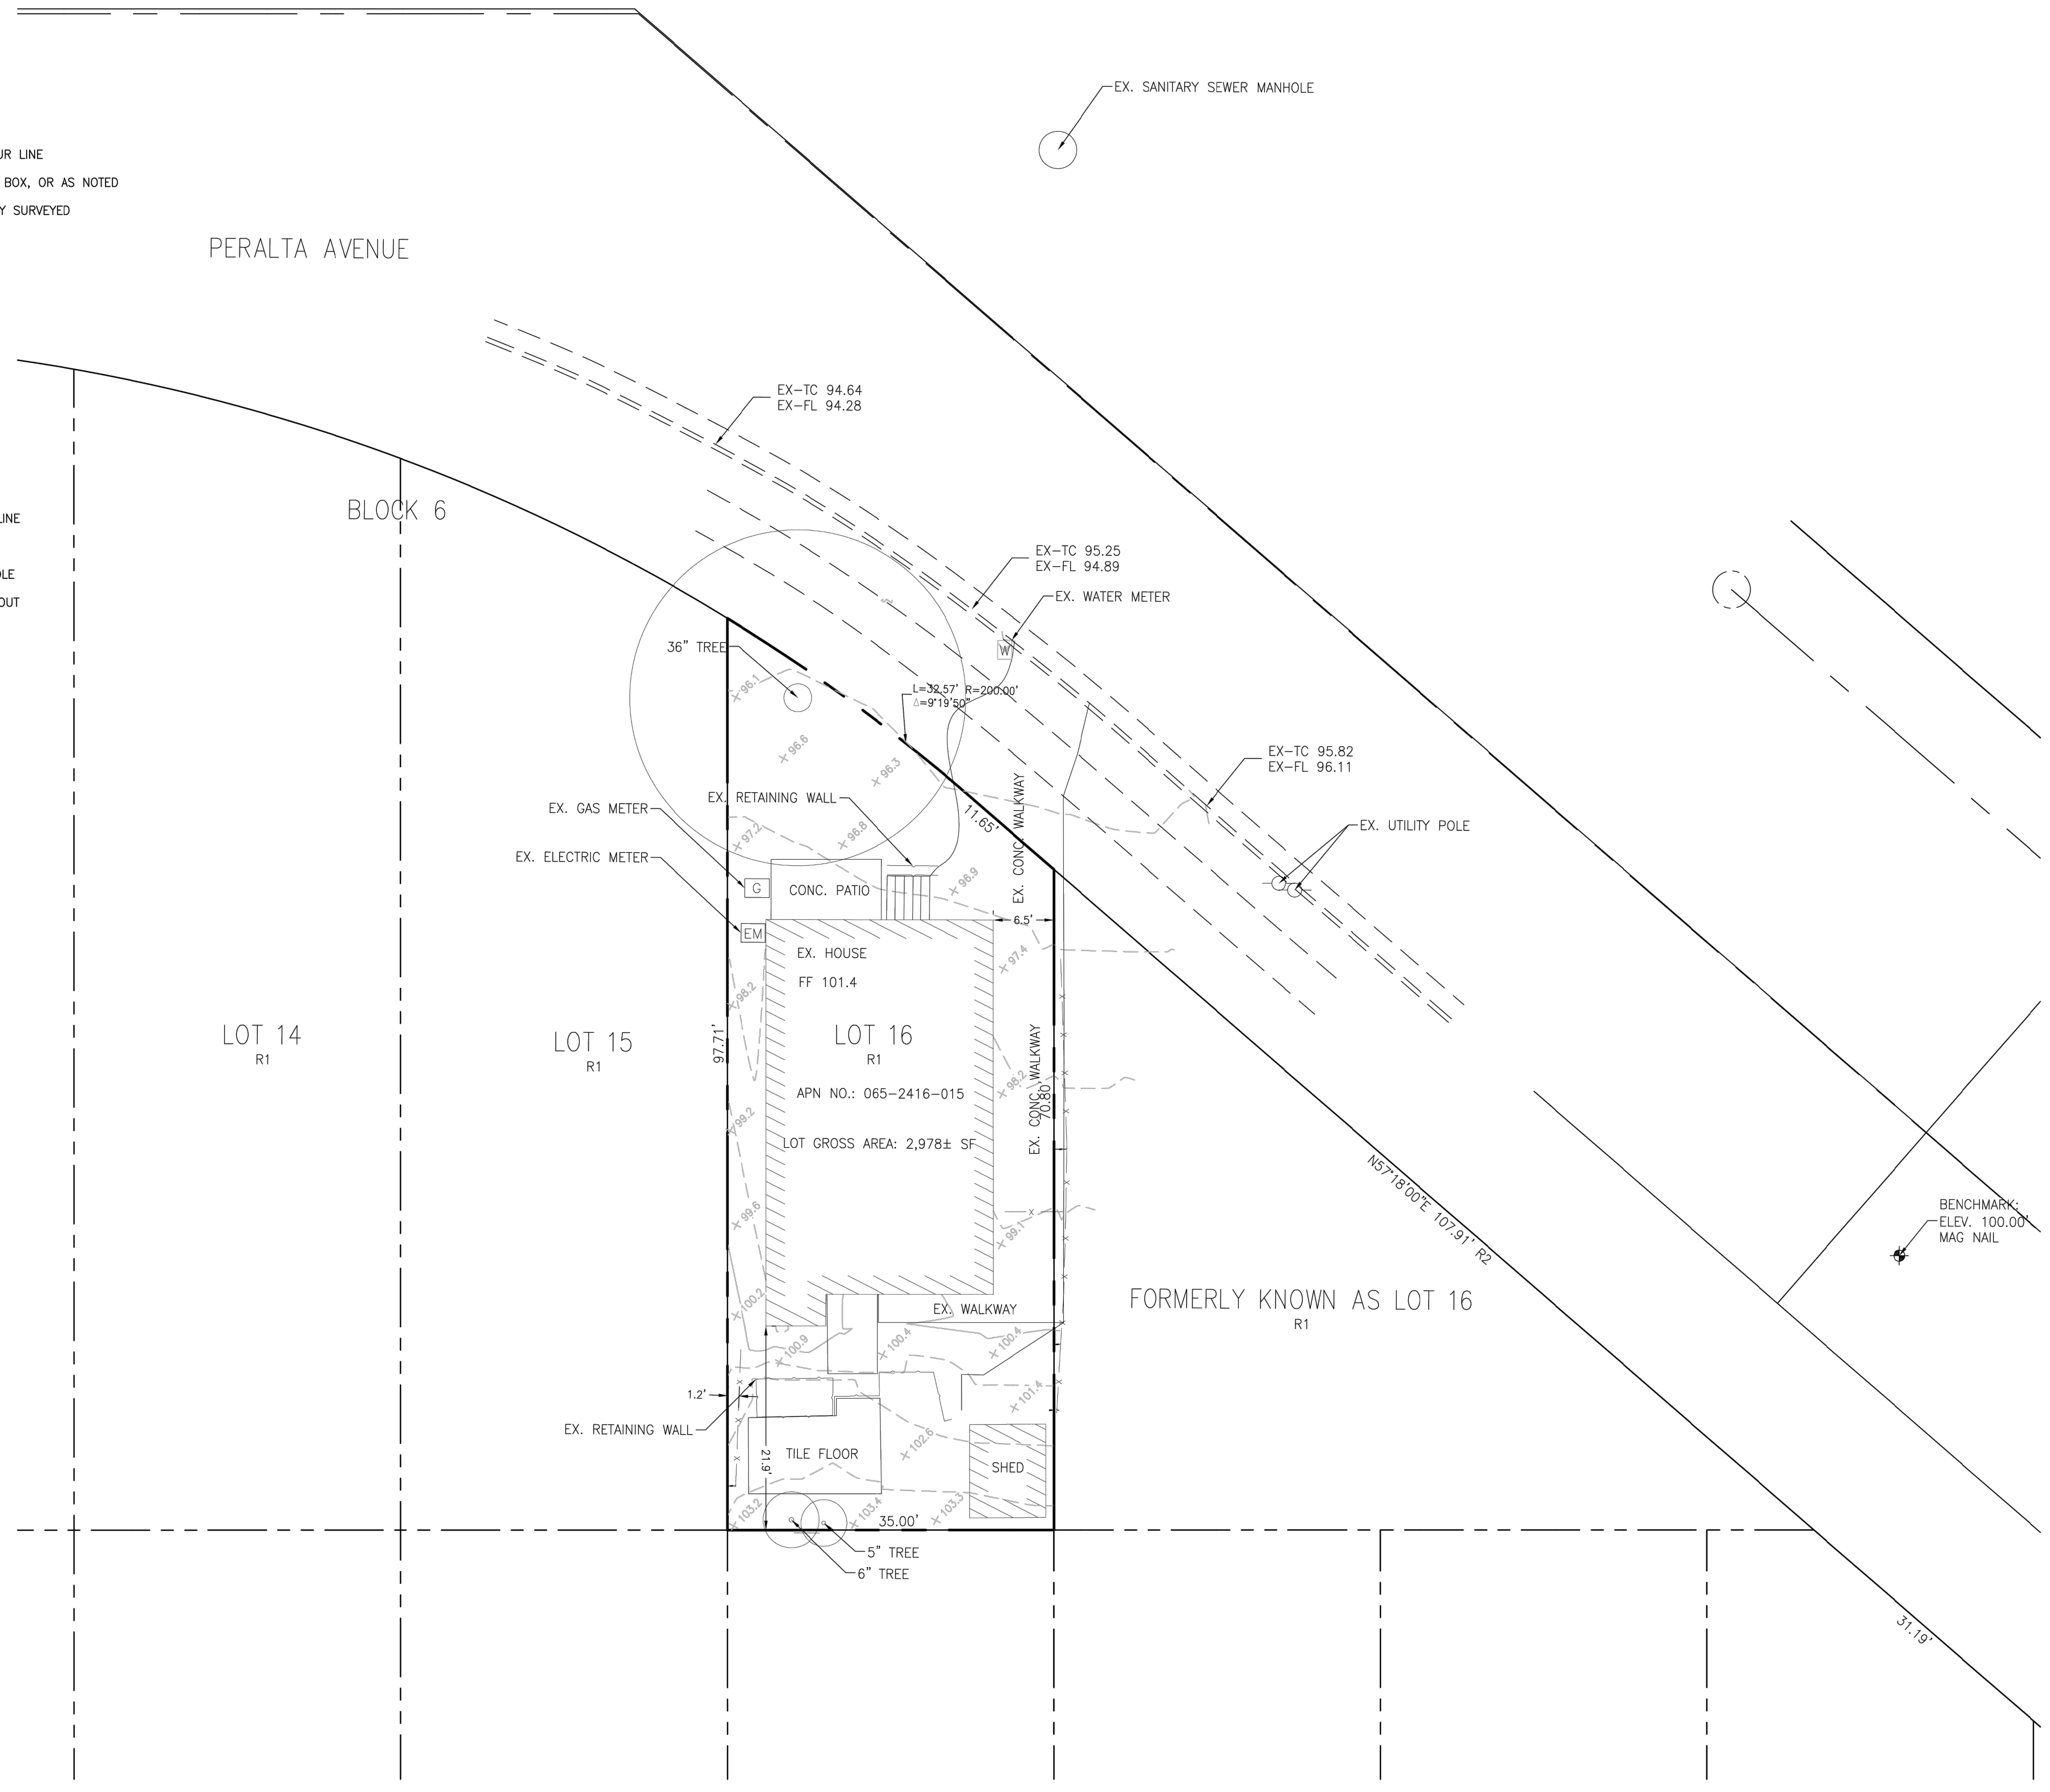 EX. SANITARY SEWER MANHOLE
UR LINE
BOX, OR AS NOTED
Y SURVEYED
PERALTA AVENUE
EX-TC 94.64
EX-FL 94.28
BLOCK 6
LINE
OLE
OUT
EX-TC 95.25
EX-FL 94.89
EX. WATER METER
W
36" TREE
96.1
L=32.57' R=200.00'
Δ=9°19'50"
96.6
96.3
EX-TC 95.82
EX-FL 96.11
EX. RETAINING WALL
EX. GAS METER
11.65'
EX. CONC. WALKWAY
EX. UTILITY POLE
97.2
96.8
EX. ELECTRIC METER
G
CONC. PATIO
96.9
6.5'
EM
EX. HOUSE
97.4
FF 101.4
98.2
LOT 14
R1
LOT 15
R1
97.71'
LOT 16
R1
EX. CONC. WALKWAY
70.80'
98.2
APN NO.: 065-2416-015
99.2
LOT GROSS AREA: 2,978± SF
N57°18'00"E 107.91' R2
BENCHMARK:
ELEV. 100.00'
MAG NAIL
99.6
99.1
FORMERLY KNOWN AS LOT 16
R1
100.2
EX. WALKWAY
100.9
100.4
100.4
1.2'
101.4
EX. RETAINING WALL
102.6
21.9'
TILE FLOOR
SHED
103.2
103.4
103.3
35.00'
5" TREE
6" TREE
31.19'